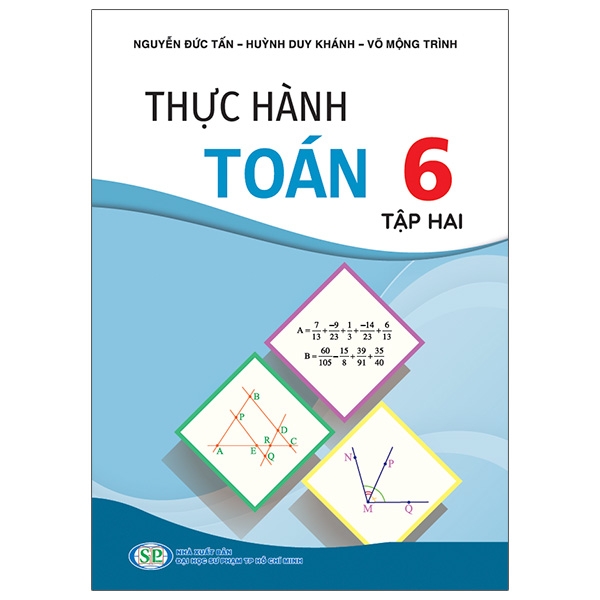 NGUYỄN ĐỨC TẤN – HUỲNH DUY KHÁNH – VÕ MỘNG TRÌNH
THỰC HÀNH
TOÁN 6
TẬP HAI
A = 7/13 + -9/23 + 1/3 + -14/23 + 6/13
B = 60/105 - 15/8 + 39/91 + 35/40
B
P
D
A
E
R
C
Q
N
P
M
Q
SP
NHÀ XUẤT BẢN
ĐẠI HỌC SƯ PHẠM TP HỒ CHÍ MINH